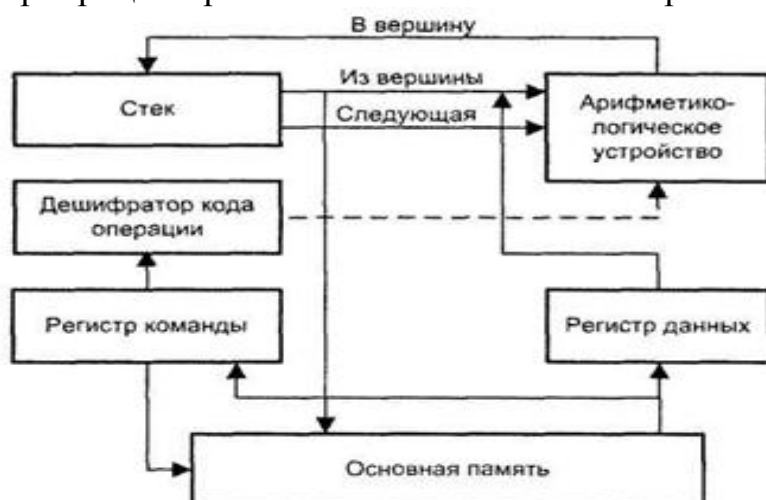 В вершину
Стек
Из вершины
Следующая
Арифметико-
логическое
устройство
Дешифратор кода
операции
Регистр команды
Регистр данных
Основная память